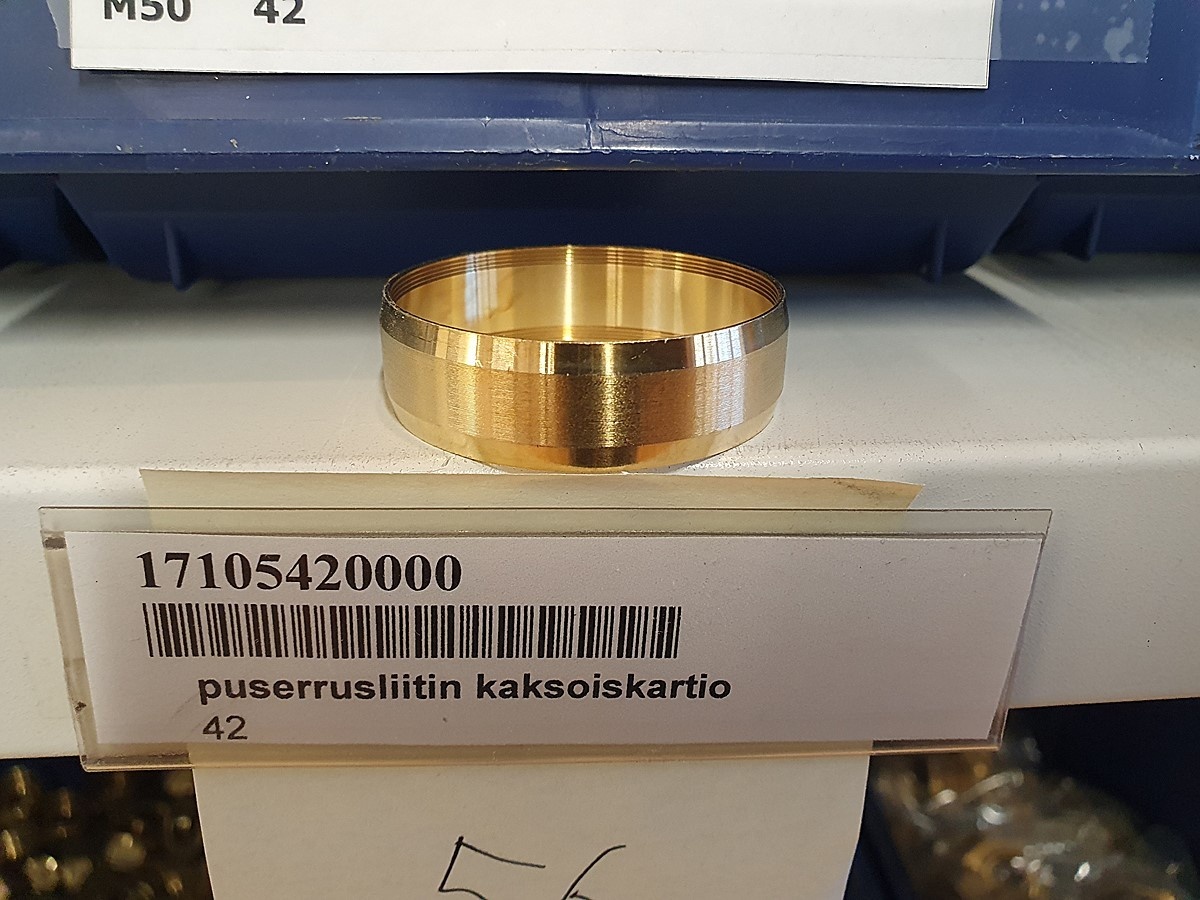 M50 42
17105420000
puserrusliitin kaksoiskartio
42